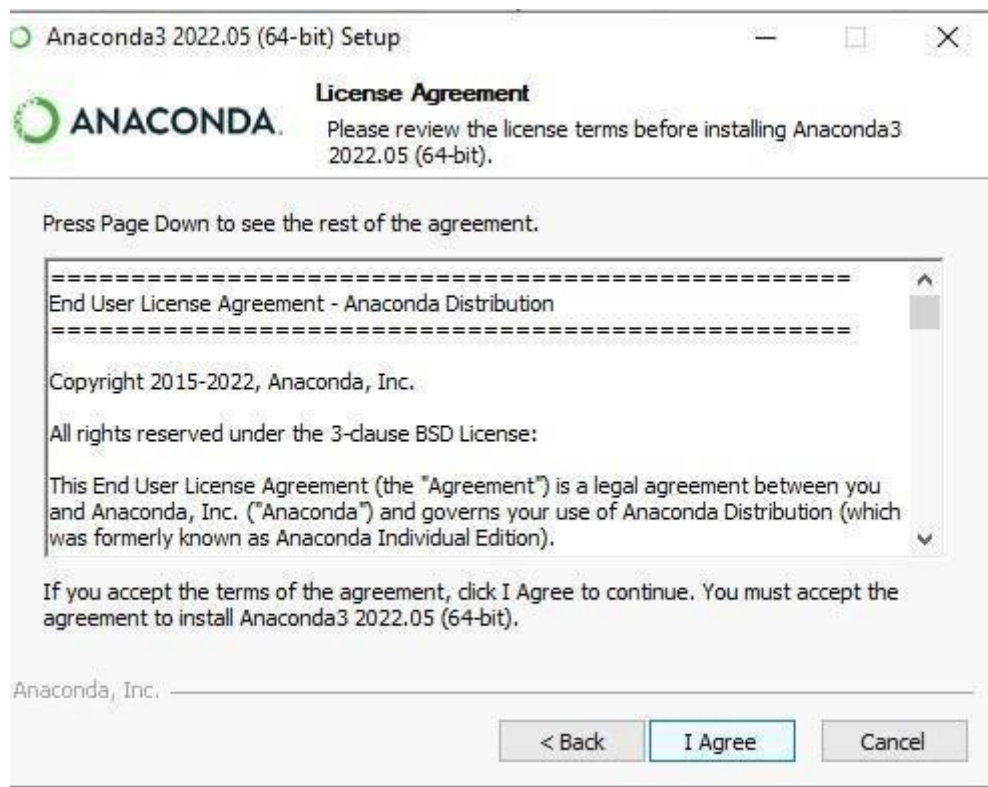 Anaconda3 2022.05 (64-bit) Setup
ANACONDA.
License Agreement
Please review the license terms before installing Anaconda3
2022.05 (64-bit).
Press Page Down to see the rest of the agreement.
==================================================
End User License Agreement - Anaconda Distribution
==================================================
Copyright 2015-2022, Anaconda, Inc.
All rights reserved under the 3-clause BSD License:
This End User License Agreement (the "Agreement") is a legal agreement between you
and Anaconda, Inc. ("Anaconda") and governs your use of Anaconda Distribution (which
was formerly known as Anaconda Individual Edition).
If you accept the terms of the agreement, click I Agree to continue. You must accept the
agreement to install Anaconda3 2022.05 (64-bit).
Anaconda, Inc.
< Back
I Agree
Cancel